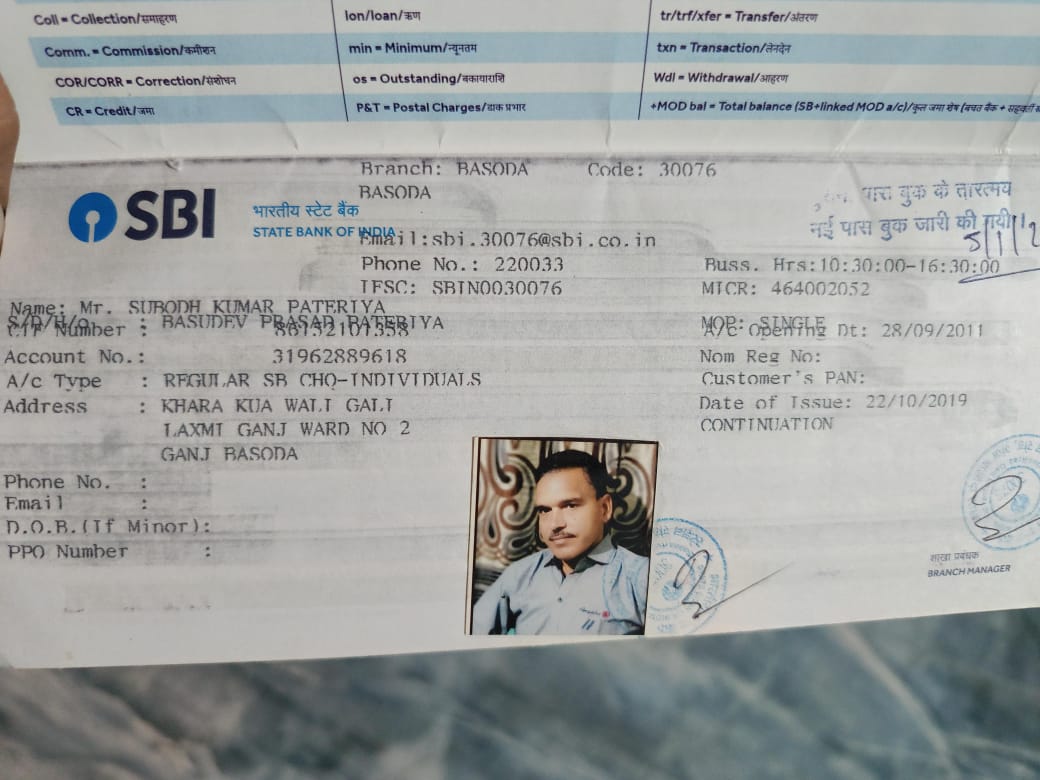 Coll = Collection/समाहरण
lon/loan/ऋण
tr/trf/xfer = Transfer/अंतरण
Comm. = Commission/कमीशन
min = Minimum/न्यूनतम
txn = Transaction/लेनदेन
COR/CORR = Correction/संशोधन
os = Outstanding/बकायाराशि
Wdl = Withdrawal/आहरण
CR = Credit/जमा
P&T = Postal Charges/डाक प्रभार
+MOD bal = Total balance (SB+linked MOD a/c)/कुल जमा शेष (बचत बैंक +
Branch: BASODA Code: 30076
BASODA
SBI
भारतीय स्टेट बैंक
STATE BANK OF INDIA
पास बुक के तारतम्य
नई पास बुक जारी की गयी
Email:sbi.30076@sbi.co.in
Phone No.: 220033
Buss. Hrs:10:30:00-16:30:00
IFSC: SBIN0030076
MICR: 464002052
Name: Mr. SUBODH KUMAR PATERIYA
S/D/H/o : BASUDEV PRASAD PATERIYA
MOP: SINGLE
CIF Number :
A/c Opening Dt: 28/09/2011
Account No.: 31962889618
Nom Reg No:
A/c Type : REGULAR SB CHQ-INDIVIDUALS
Customer's PAN:
Address : KHARA KUA WALI GALI
Date of Issue: 22/10/2019
LAXMI GANJ WARD NO 2
CONTINUATION
GANJ BASODA
Phone No. :
Email :
D.O.B.(If Minor):
PPO Number :
शाखा प्रबंधक
BRANCH MANAGER